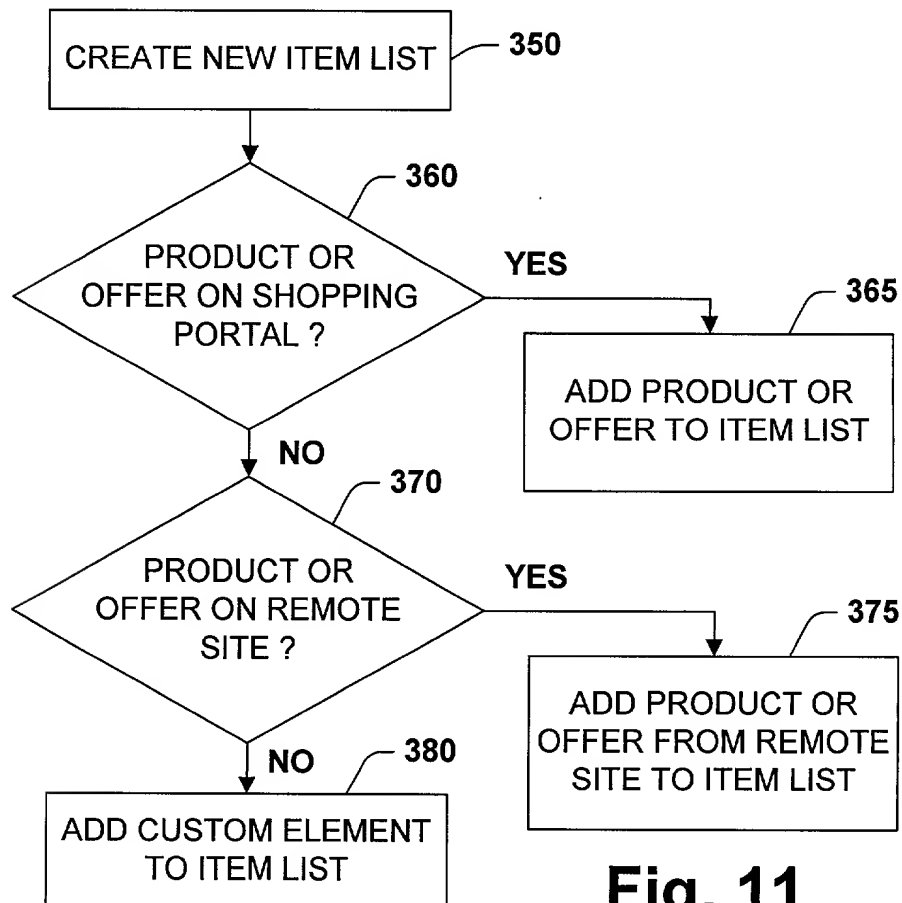 CREATE NEW ITEM LIST
350
360
PRODUCT OR
OFFER ON SHOPPING
PORTAL ?
YES
365
ADD PRODUCT OR
OFFER TO ITEM LIST
NO
370
PRODUCT OR
OFFER ON REMOTE
SITE ?
YES
375
ADD PRODUCT OR
OFFER FROM REMOTE
SITE TO ITEM LIST
NO
380
ADD CUSTOM ELEMENT
TO ITEM LIST
Fig. 11